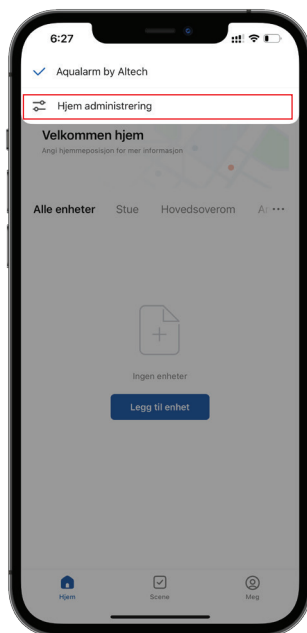 6:27
Aqualarm by Altech
Hjem administrering
Velkommen hjem
Angi hjemmeposisjon for mer informasjon
Alle enheter Stue Hovedsoverom
Ingen enheter
Legg til enhet
Hjem Scene Meg